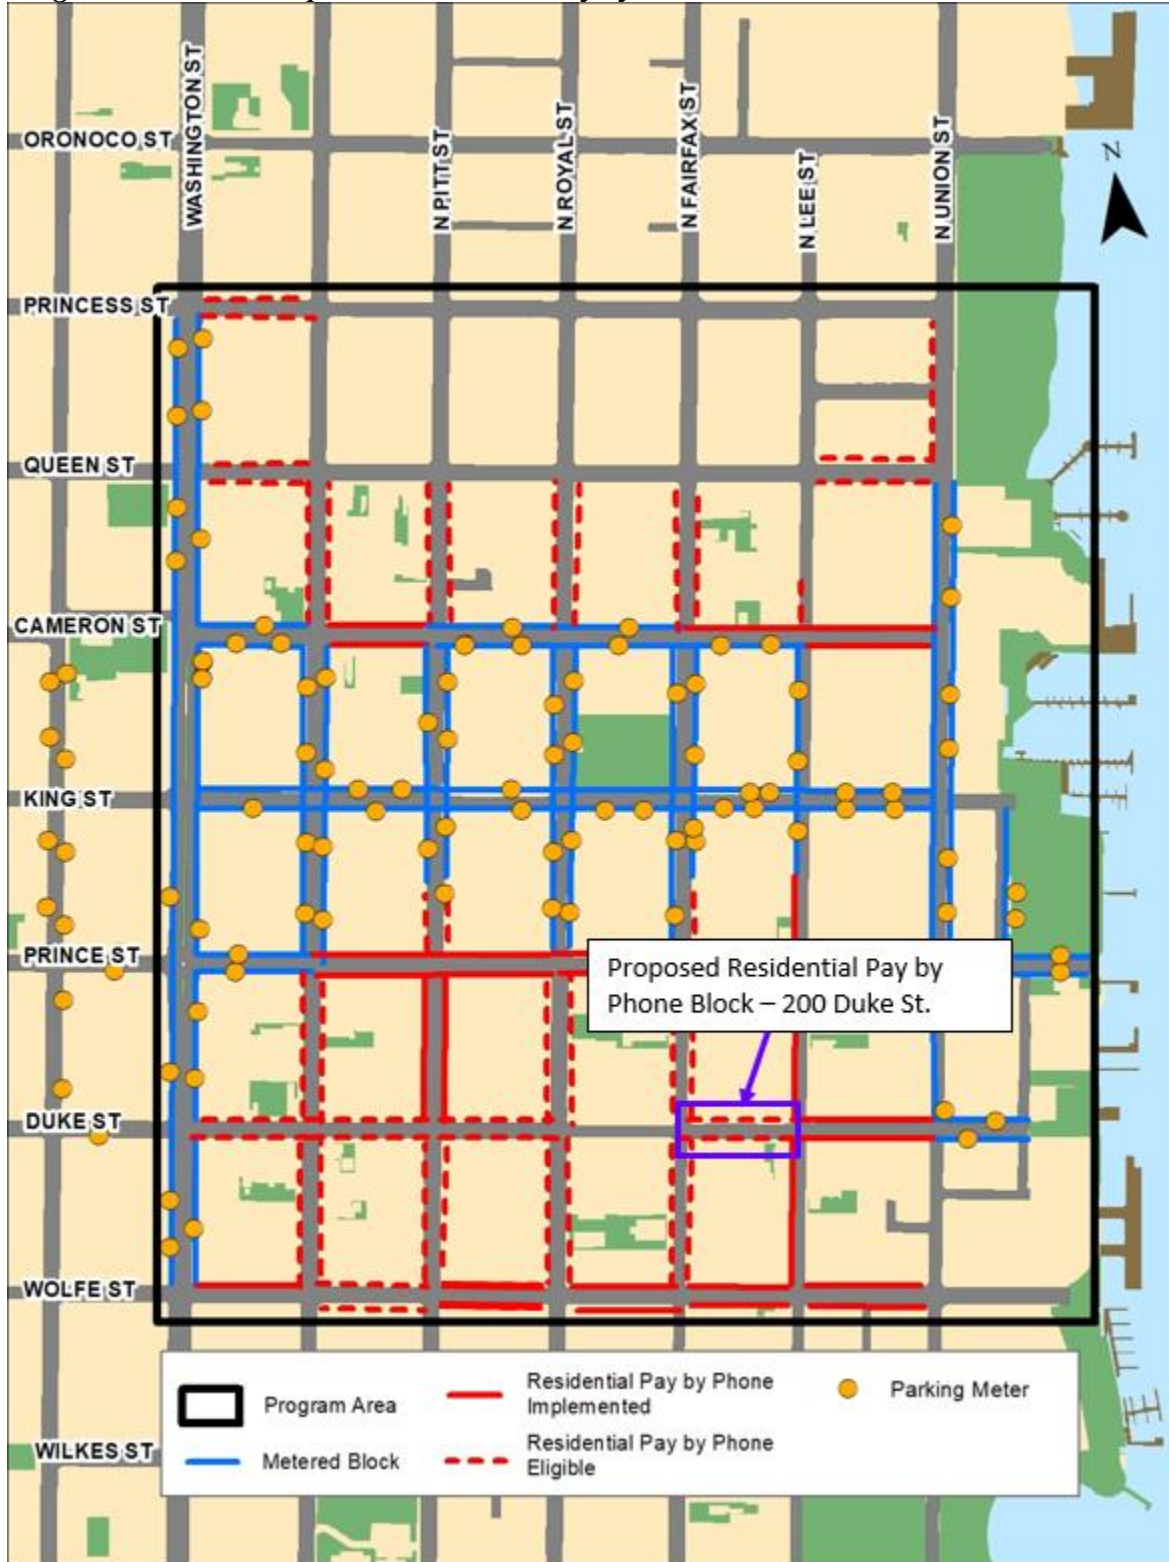 WASHINGTON ST
N PITT ST
N ROYAL ST
N FAIRFAX ST
N LEE ST
N UNION ST
N
ORONOCO ST
PRINCESS ST
QUEEN ST
CAMERON ST
KING ST
PRINCE ST
Proposed Residential Pay by
Phone Block – 200 Duke St.
DUKE ST
WOLFE ST
Program Area
Metered Block
Residential Pay by Phone
Implemented
Residential Pay by Phone
Eligible
Parking Meter
WILKES ST